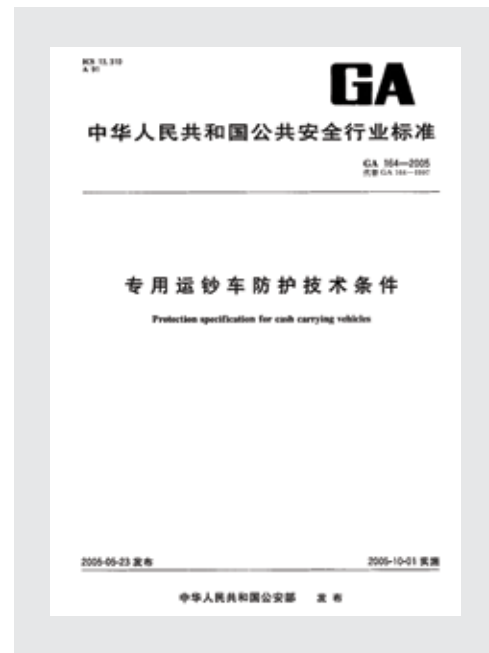 ICS 13.310
A 91
GA
中华人民共和国公共安全行业标准
GA 164—2005
代替 GA 164—1997
专用运钞车防护技术条件
Protection specification for cash carrying vehicles
2005-05-23 发布
2005-10-01 实施
中华人民共和国公安部 发布